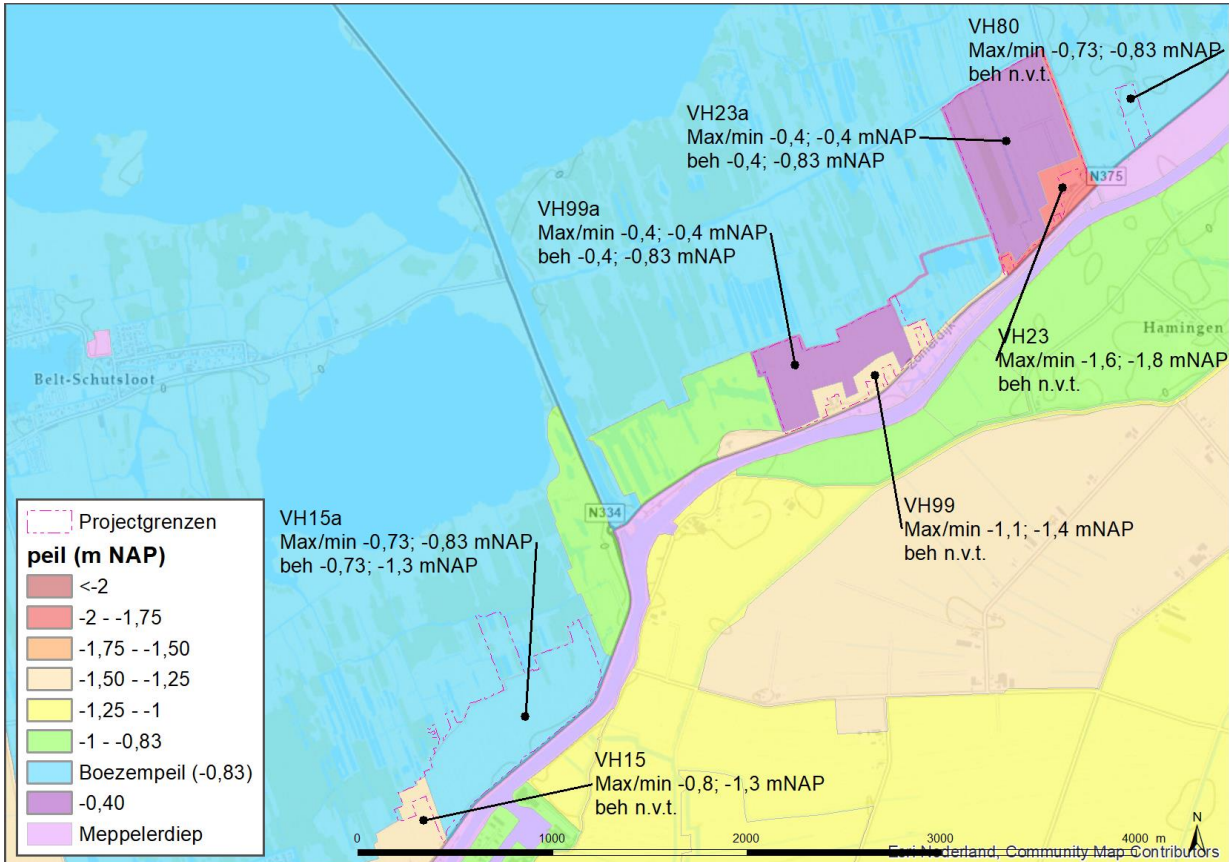 VH80
Max/min -0,73; -0,83 mNAP
beh n.v.t.
VH23a
Max/min -0,4; -0,4 mNAP
beh -0,4; -0,83 mNAP
N375
VH99a
Max/min -0,4; -0,4 mNAP
beh -0,4; -0,83 mNAP
Zomerdijk
Hamingen
VH23
Max/min -1,6; -1,8 mNAP
beh n.v.t.
Belt-Schutsloot
VH99
Max/min -1,1; -1,4 mNAP
beh n.v.t.
N334
VH15a
Max/min -0,73; -0,83 mNAP
beh -0,73; -1,3 mNAP
VH15
Max/min -0,8; -1,3 mNAP
beh n.v.t.
Projectgrenzen
peil (m NAP)
<-2
-2 - -1,75
-1,75 - -1,50
-1,50 - -1,25
-1,25 - -1
-1 - -0,83
Boezempeil (-0,83)
-0,40
Meppelerdiep
0 1000 2000 3000 4000 m
N
Esri Nederland, Community Map Contributors